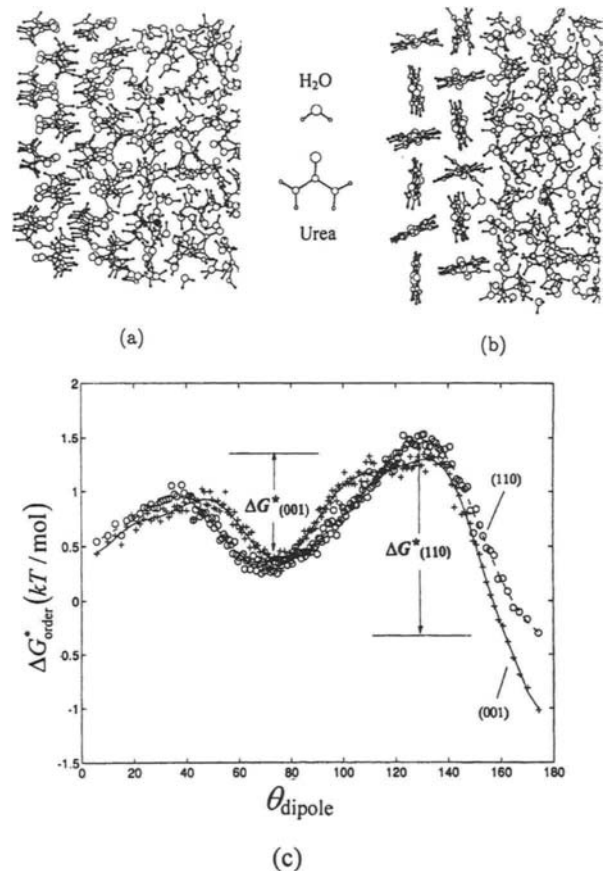 H₂O
Urea
(a)
(b)
2
1.5
1
0.5
0
-0.5
-1
-1.5
ΔG*order (kT / mol)
ΔG*(001)
ΔG*(110)
(110)
(001)
5 20 40 60 80 100 120 140 160 180
θdipole
(c)